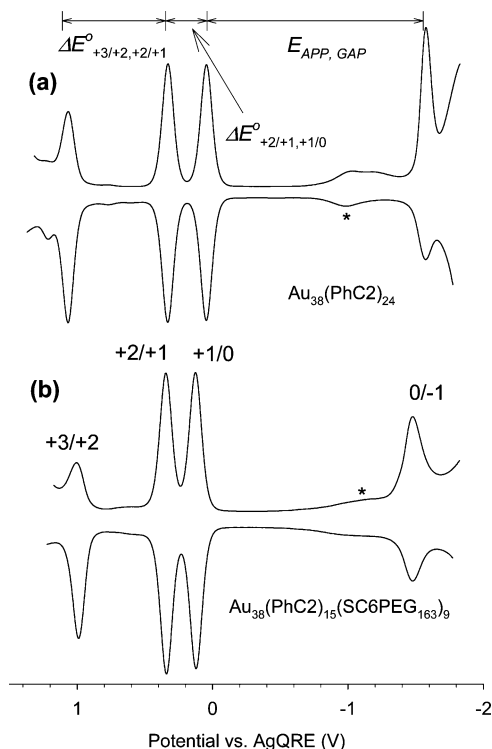 ΔE°+3/+2,+2/+1
E APP, GAP
(a)
ΔE°+2/+1,+1/0
*
Au38(PhC2)24
+2/+1 +1/0
(b)
0/-1
+3/+2
*
Au38(PhC2)15(SC6PEG163)9
1 0 -1 -2
Potential vs. AgQRE (V)